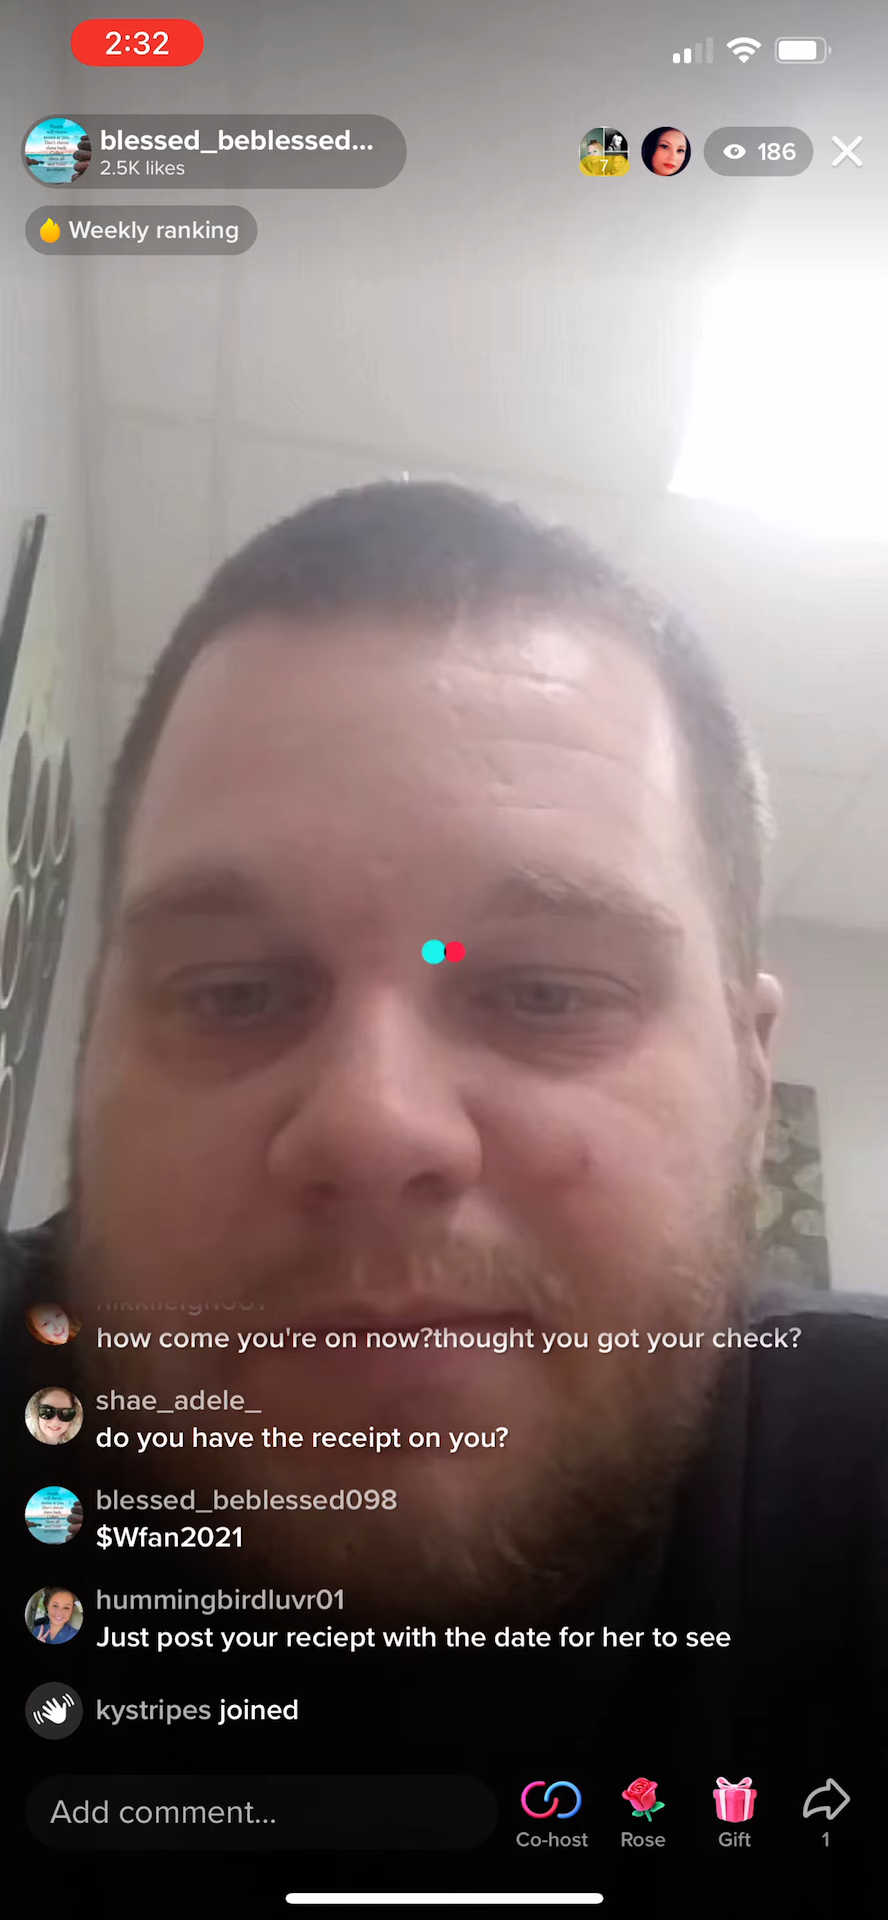 2:32
blessed_beblessed...
2.5K likes
7
186
Weekly ranking
how come you're on now?thought you got your check?
shae_adele_
do you have the receipt on you?
blessed_beblessed098
$Wfan2021
hummingbirdluvr01
Just post your reciept with the date for her to see
kystripes joined
Add comment...
Co-host
Rose
Gift
1